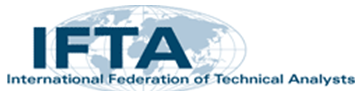 IFTA
International Federation of Technical Analysts